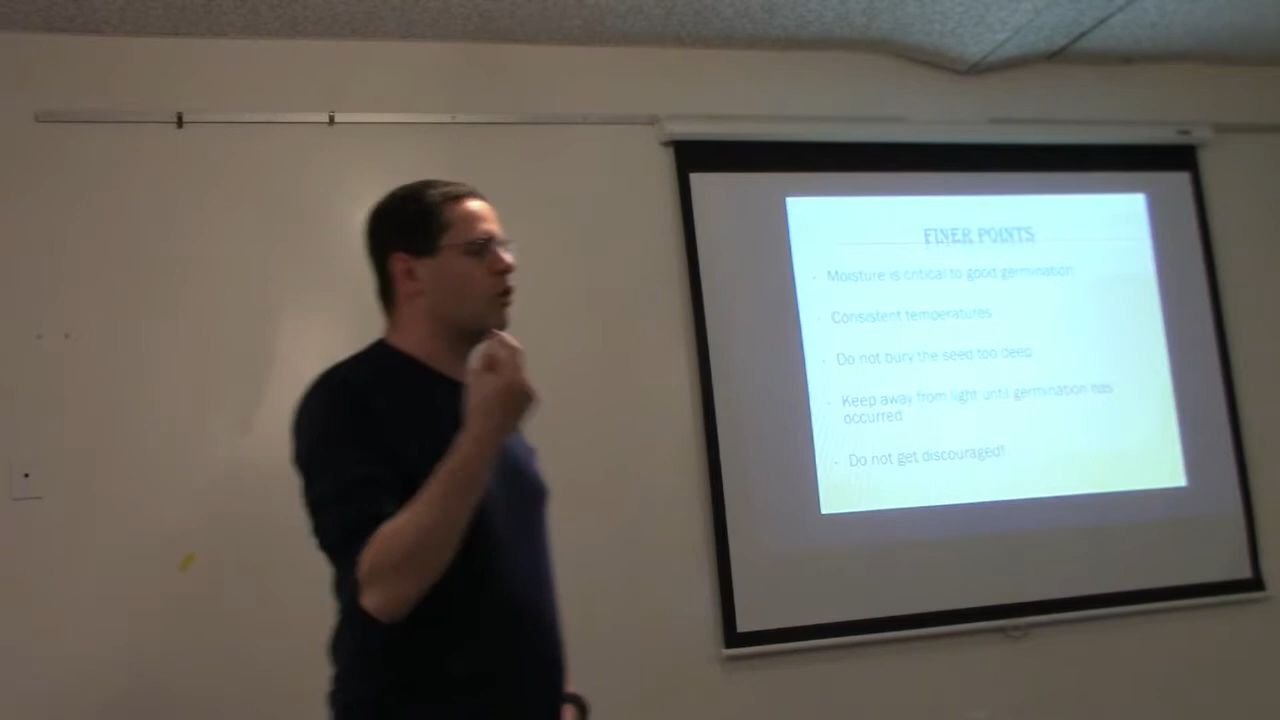 FINER POINTS
Moisture is critical to good germination
Consistent temperatures
Do not bury the seed too deep
Keep away from light until germination has
occurred
Do not get discouraged!